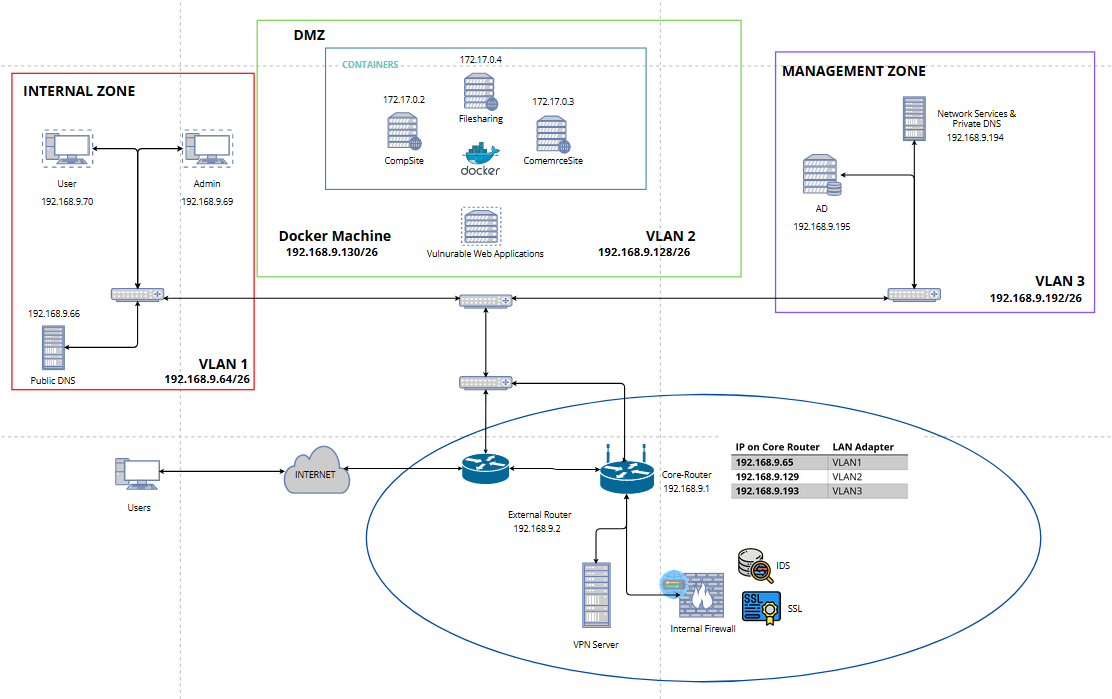 DMZ
CONTAINERS
172.17.0.4
Filesharing
172.17.0.2
CompSite
172.17.0.3
ComemrceSite
docker
Docker Machine
192.168.9.130/26
Vulnurable Web Applications
VLAN 2
192.168.9.128/26
INTERNAL ZONE
User
192.168.9.70
Admin
192.168.9.69
192.168.9.66
Public DNS
VLAN 1
192.168.9.64/26
MANAGEMENT ZONE
Network Services &
Private DNS
192.168.9.194
AD
192.168.9.195
VLAN 3
192.168.9.192/26
Users
INTERNET
External Router
192.168.9.2
Core-Router
192.168.9.1
IP on Core Router LAN Adapter
192.168.9.65 VLAN1
192.168.9.129 VLAN2
192.168.9.193 VLAN3
VPN Server
Internal Firewall
IDS
SSL
SSL